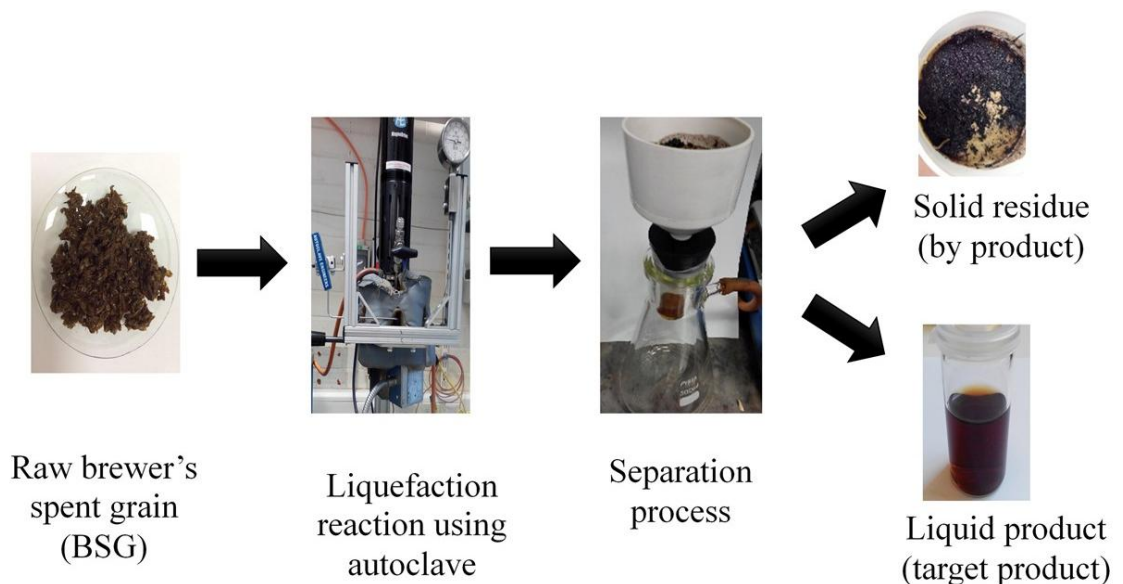 Raw brewer’s
spent grain
(BSG)
Liquefaction
reaction using
autoclave
Separation
process
Solid residue
(by product)
Liquid product
(target product)